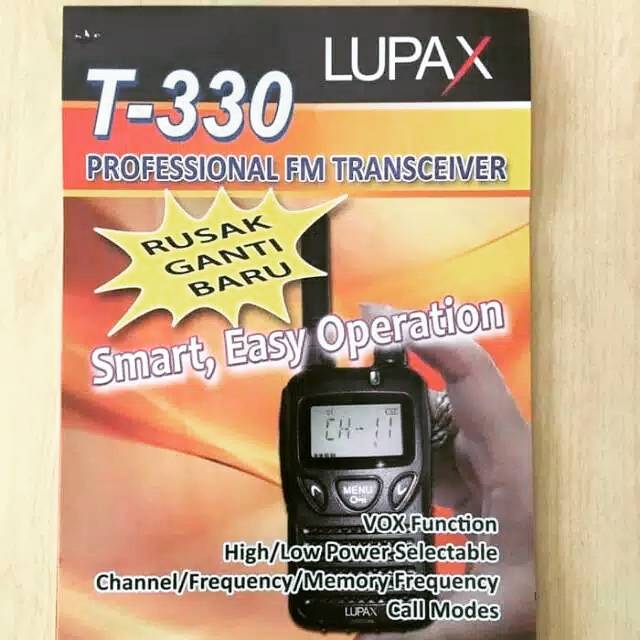 LUPAX
T-330
PROFESSIONAL FM TRANSCEIVER
RUSAK
GANTI
BARU
Smart, Easy Operation
CH-11
MENU
VOX Function
High/Low Power Selectable
Channel/Frequency/Memory Frequency
Call Modes
LUPAX